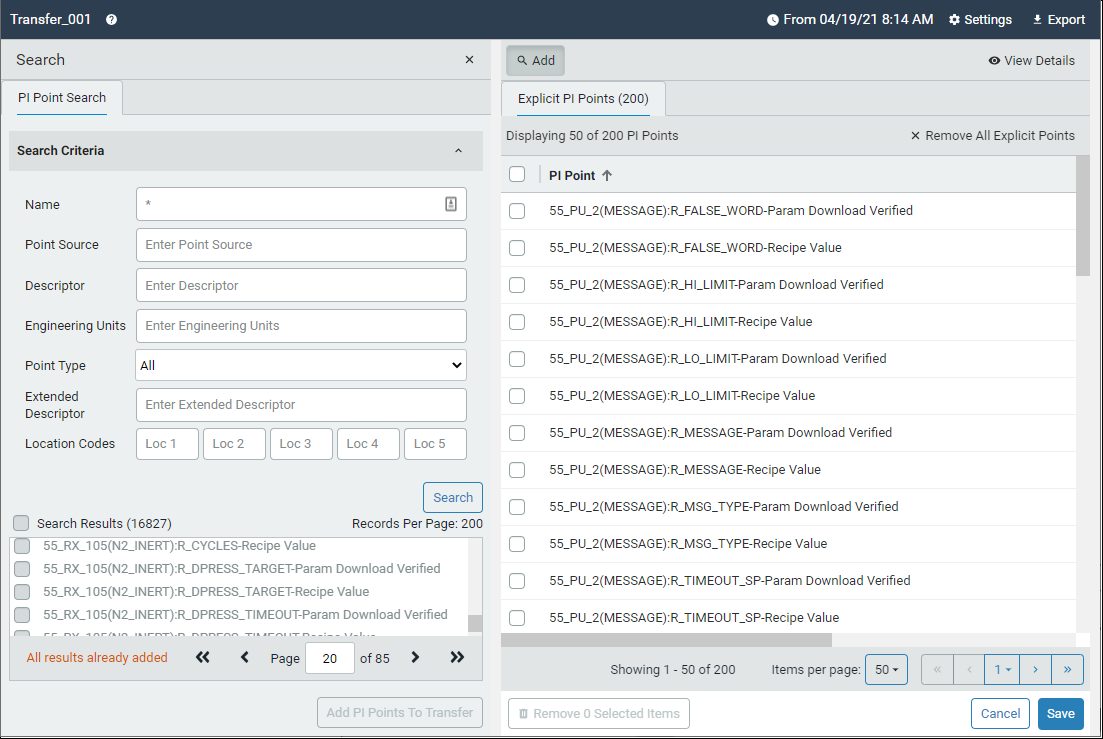 Transfer_001
From 04/19/21 8:14 AM
Settings
Export
Search
PI Point Search
Search Criteria
Name
*
Point Source
Enter Point Source
Descriptor
Enter Descriptor
Engineering Units
Enter Engineering Units
Point Type
All
Extended
Descriptor
Enter Extended Descriptor
Location Codes
Loc 1
Loc 2
Loc 3
Loc 4
Loc 5
Search
Search Results (16827)
Records Per Page: 200
55_RX_105(N2_INERT):R_CYCLES-Recipe Value
55_RX_105(N2_INERT):R_DPRESS_TARGET-Param Download Verified
55_RX_105(N2_INERT):R_DPRESS_TARGET-Recipe Value
55_RX_105(N2_INERT):R_DPRESS_TIMEOUT-Param Download Verified
55_RX_105(N2_INERT):R_DPRESS_TIMEOUT-Recipe Value
All results already added
Page
20
of 85
Add PI Points To Transfer
Add
View Details
Explicit PI Points (200)
Displaying 50 of 200 PI Points
Remove All Explicit Points
PI Point
55_PU_2(MESSAGE):R_FALSE_WORD-Param Download Verified
55_PU_2(MESSAGE):R_FALSE_WORD-Recipe Value
55_PU_2(MESSAGE):R_HI_LIMIT-Param Download Verified
55_PU_2(MESSAGE):R_HI_LIMIT-Recipe Value
55_PU_2(MESSAGE):R_LO_LIMIT-Param Download Verified
55_PU_2(MESSAGE):R_LO_LIMIT-Recipe Value
55_PU_2(MESSAGE):R_MESSAGE-Param Download Verified
55_PU_2(MESSAGE):R_MESSAGE-Recipe Value
55_PU_2(MESSAGE):R_MSG_TYPE-Param Download Verified
55_PU_2(MESSAGE):R_MSG_TYPE-Recipe Value
55_PU_2(MESSAGE):R_TIMEOUT_SP-Param Download Verified
55_PU_2(MESSAGE):R_TIMEOUT_SP-Recipe Value
Showing 1 - 50 of 200
Items per page:
50
1
Remove 0 Selected Items
Cancel
Save